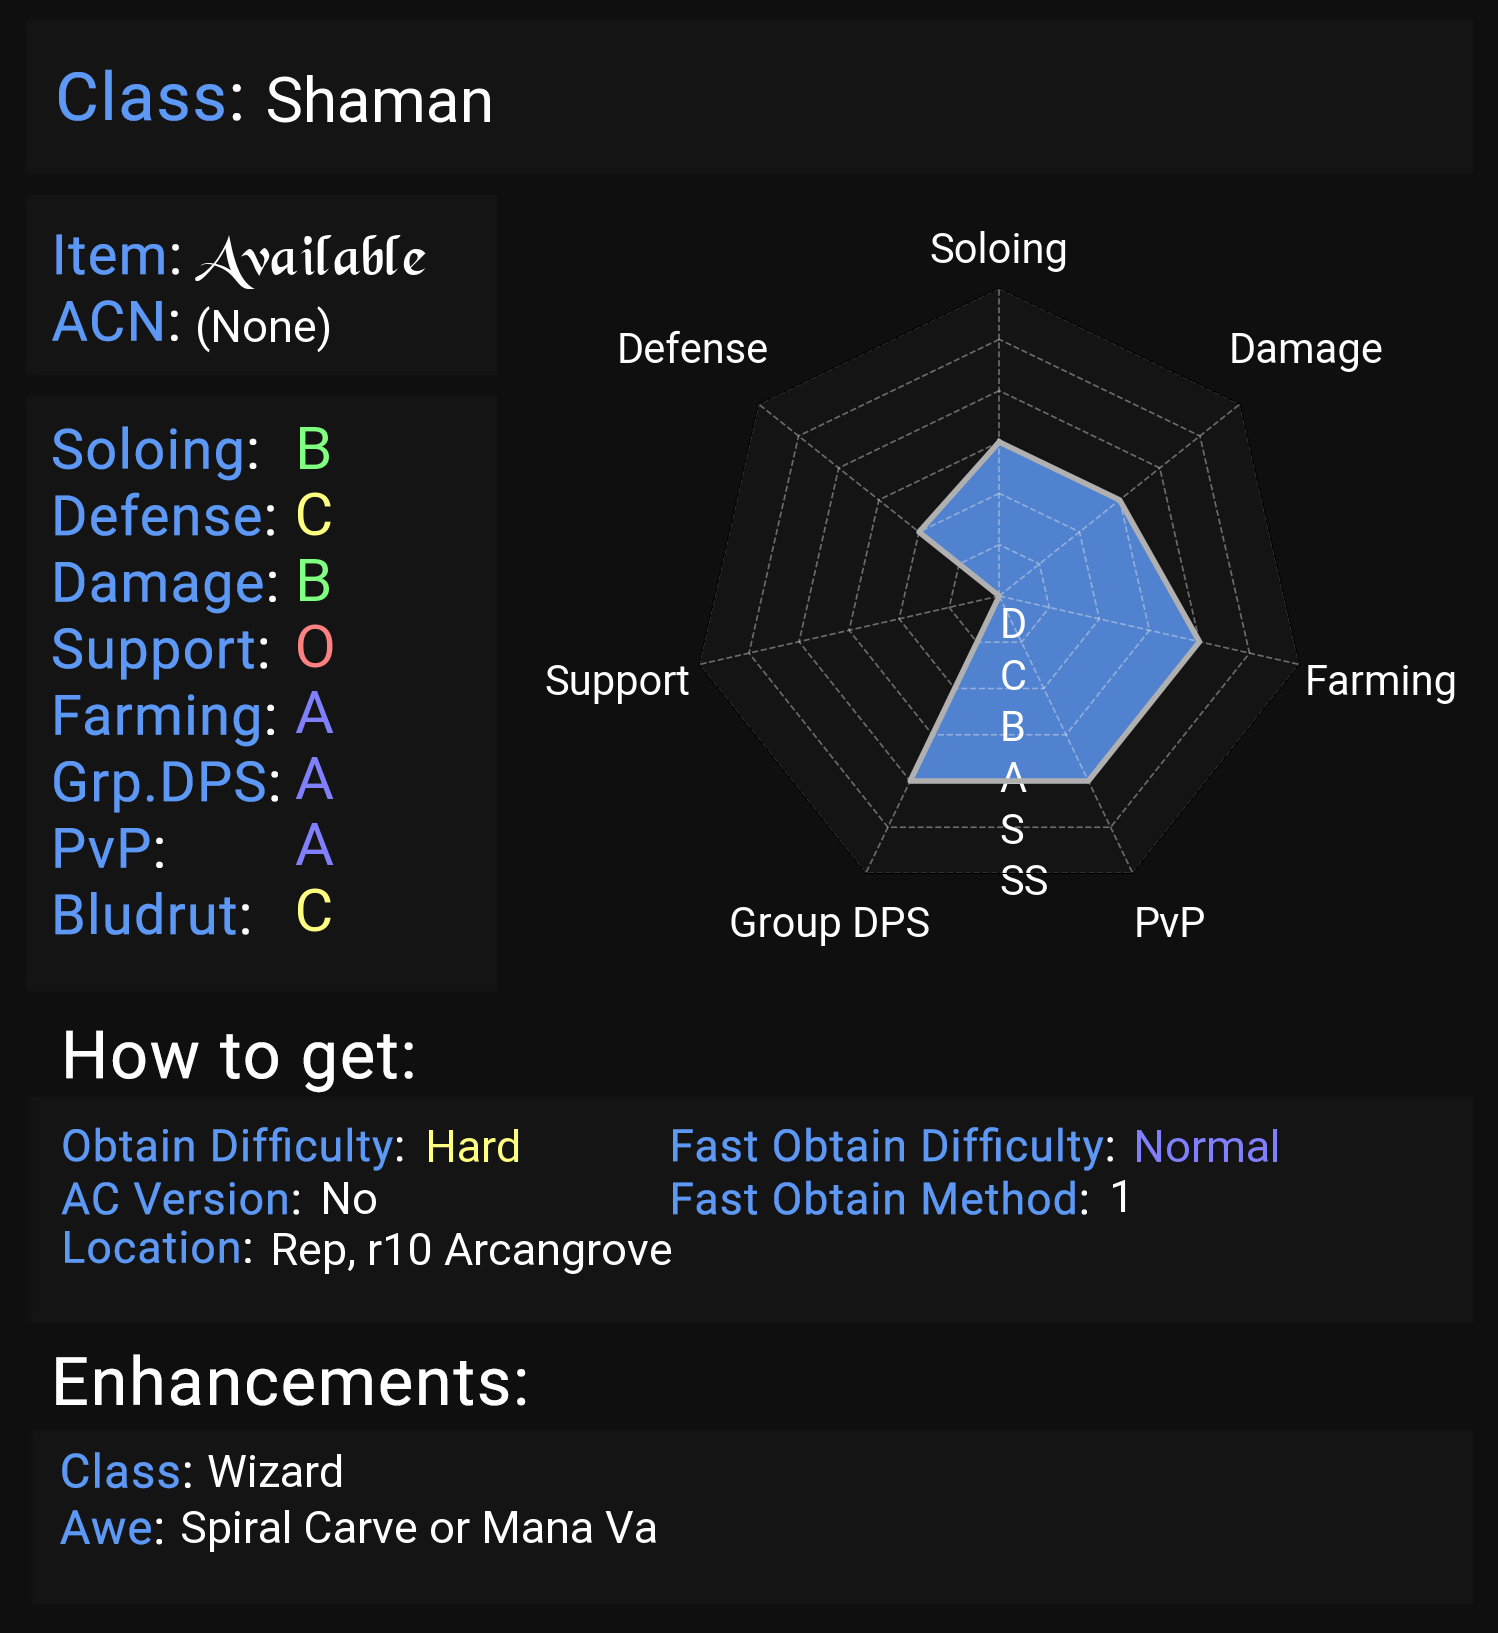 Class: Shaman
Item: Available
ACN: (None)
Soloing: B
Defense: C
Damage: B
Support: O
Farming: A
Grp.DPS: A
PvP: A
Bludrut: C
Soloing
Defense
Damage
Support
Farming
D
C
B
A
S
SS
Group DPS
PvP
How to get:
Obtain Difficulty: Hard
AC Version: No
Location: Rep, r10 Arcangrove
Fast Obtain Difficulty: Normal
Fast Obtain Method: 1
Enhancements:
Class: Wizard
Awe: Spiral Carve or Mana Va